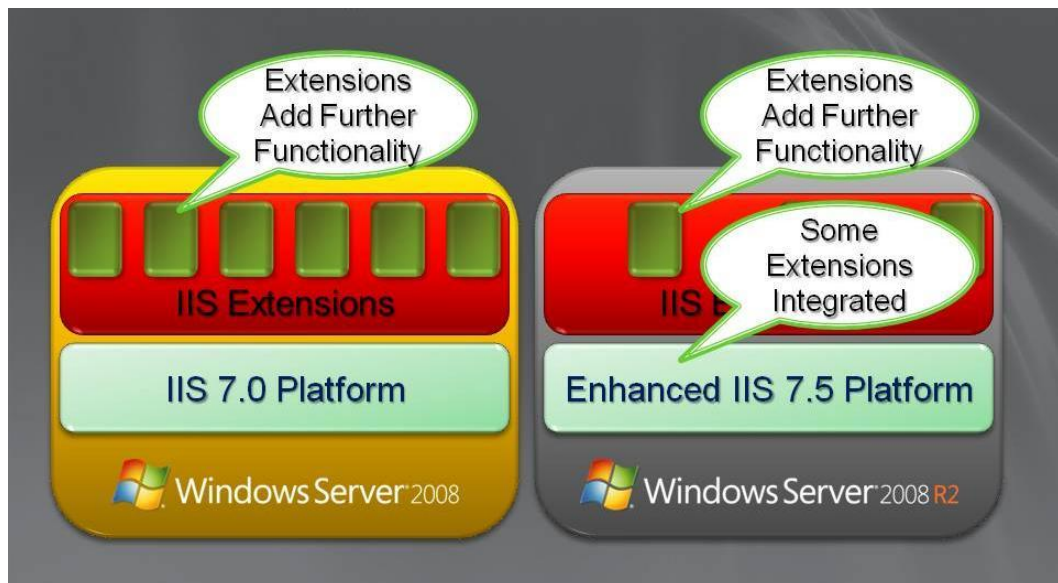 Extensions
Add Further
Functionality
IIS Extensions
IIS 7.0 Platform
Windows Server 2008
Extensions
Add Further
Functionality
Some
Extensions
Integrated
IIS E
Enhanced IIS 7.5 Platform
Windows Server 2008 R2